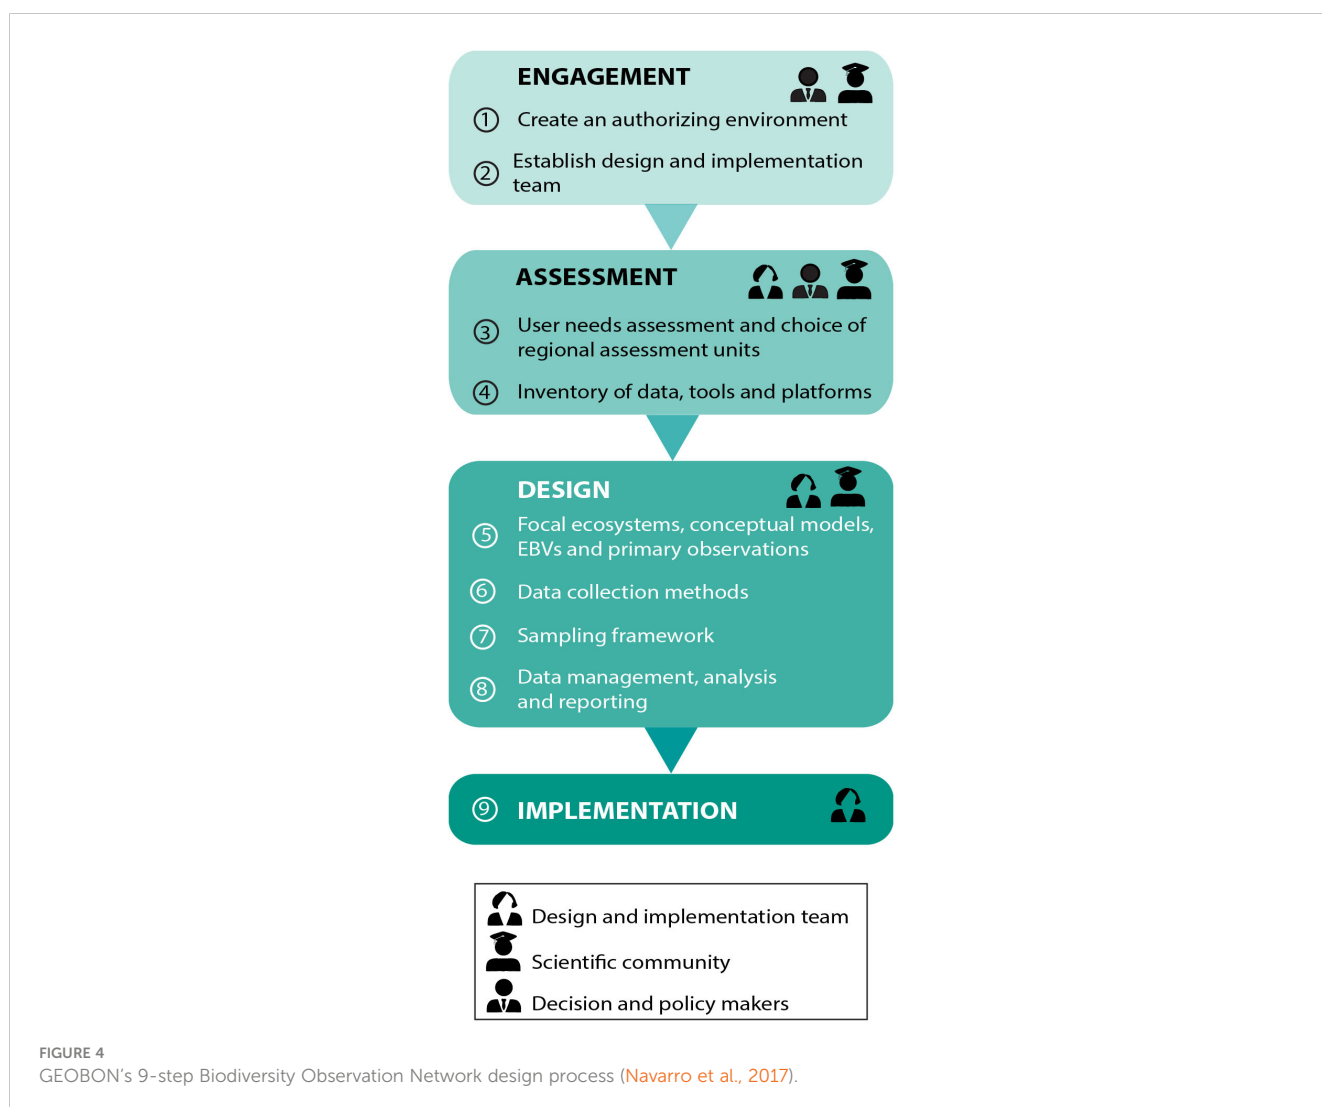 ENGAGEMENT
① Create an authorizing environment
② Establish design and implementation
team
ASSESSMENT
③ User needs assessment and choice of
regional assessment units
④ Inventory of data, tools and platforms
DESIGN
⑤ Focal ecosystems, conceptual models,
EBVs and primary observations
⑥ Data collection methods
⑦ Sampling framework
⑧ Data management, analysis
and reporting
⑨ IMPLEMENTATION
Design and implementation team
Scientific community
Decision and policy makers
FIGURE 4
GEOBON's 9-step Biodiversity Observation Network design process (Navarro et al., 2017).